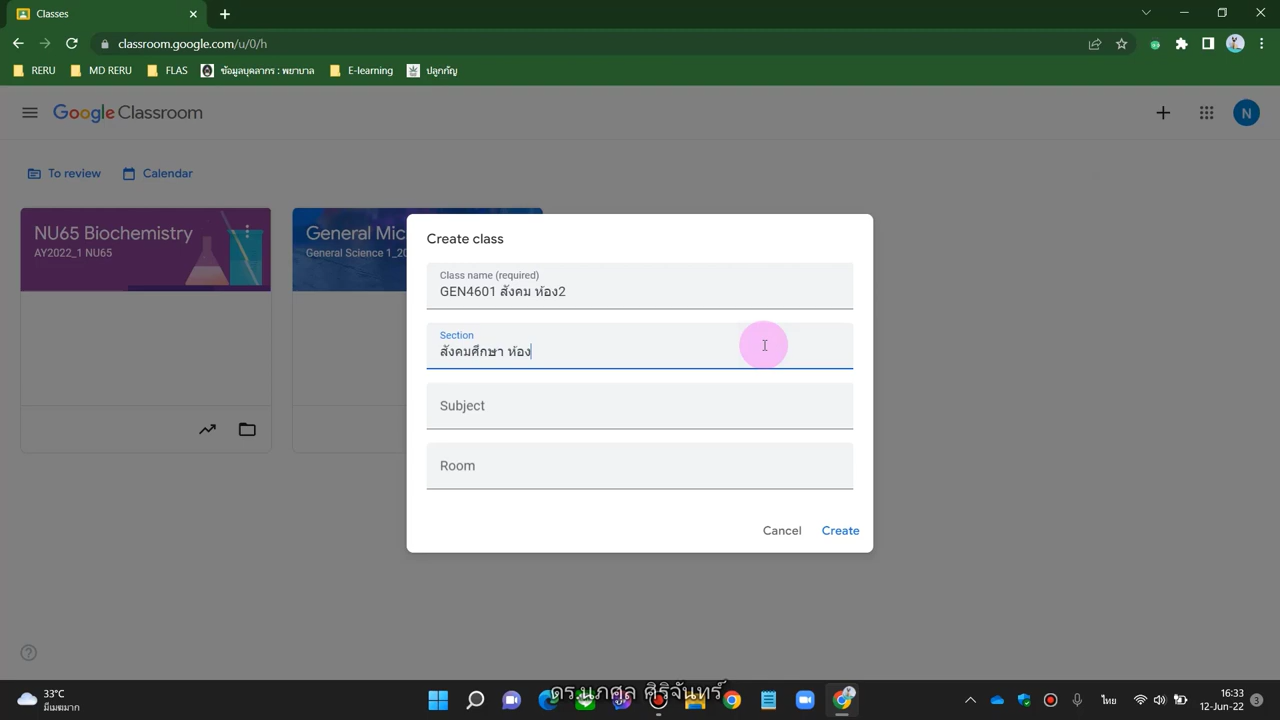 Classes
classroom.google.com/u/0/h
RERU
MD RERU
FLAS
ข้อมูลบุคลากร : พยาบาล
E-learning
ปลูกกัญ
Google Classroom
N
To review
Calendar
NU65 Biochemistry
AY2022_1 NU65
General Mic
General Science 1_20
Create class
Class name (required)
GEN4601 สังคม ห้อง2
Section
สังคมศึกษา ห้อง
Subject
Room
Cancel
Create
33°C
มีเมฆมาก
ดร.นภศูล ศิริจันทร์
ไทย
16:33
12-Jun-22
3